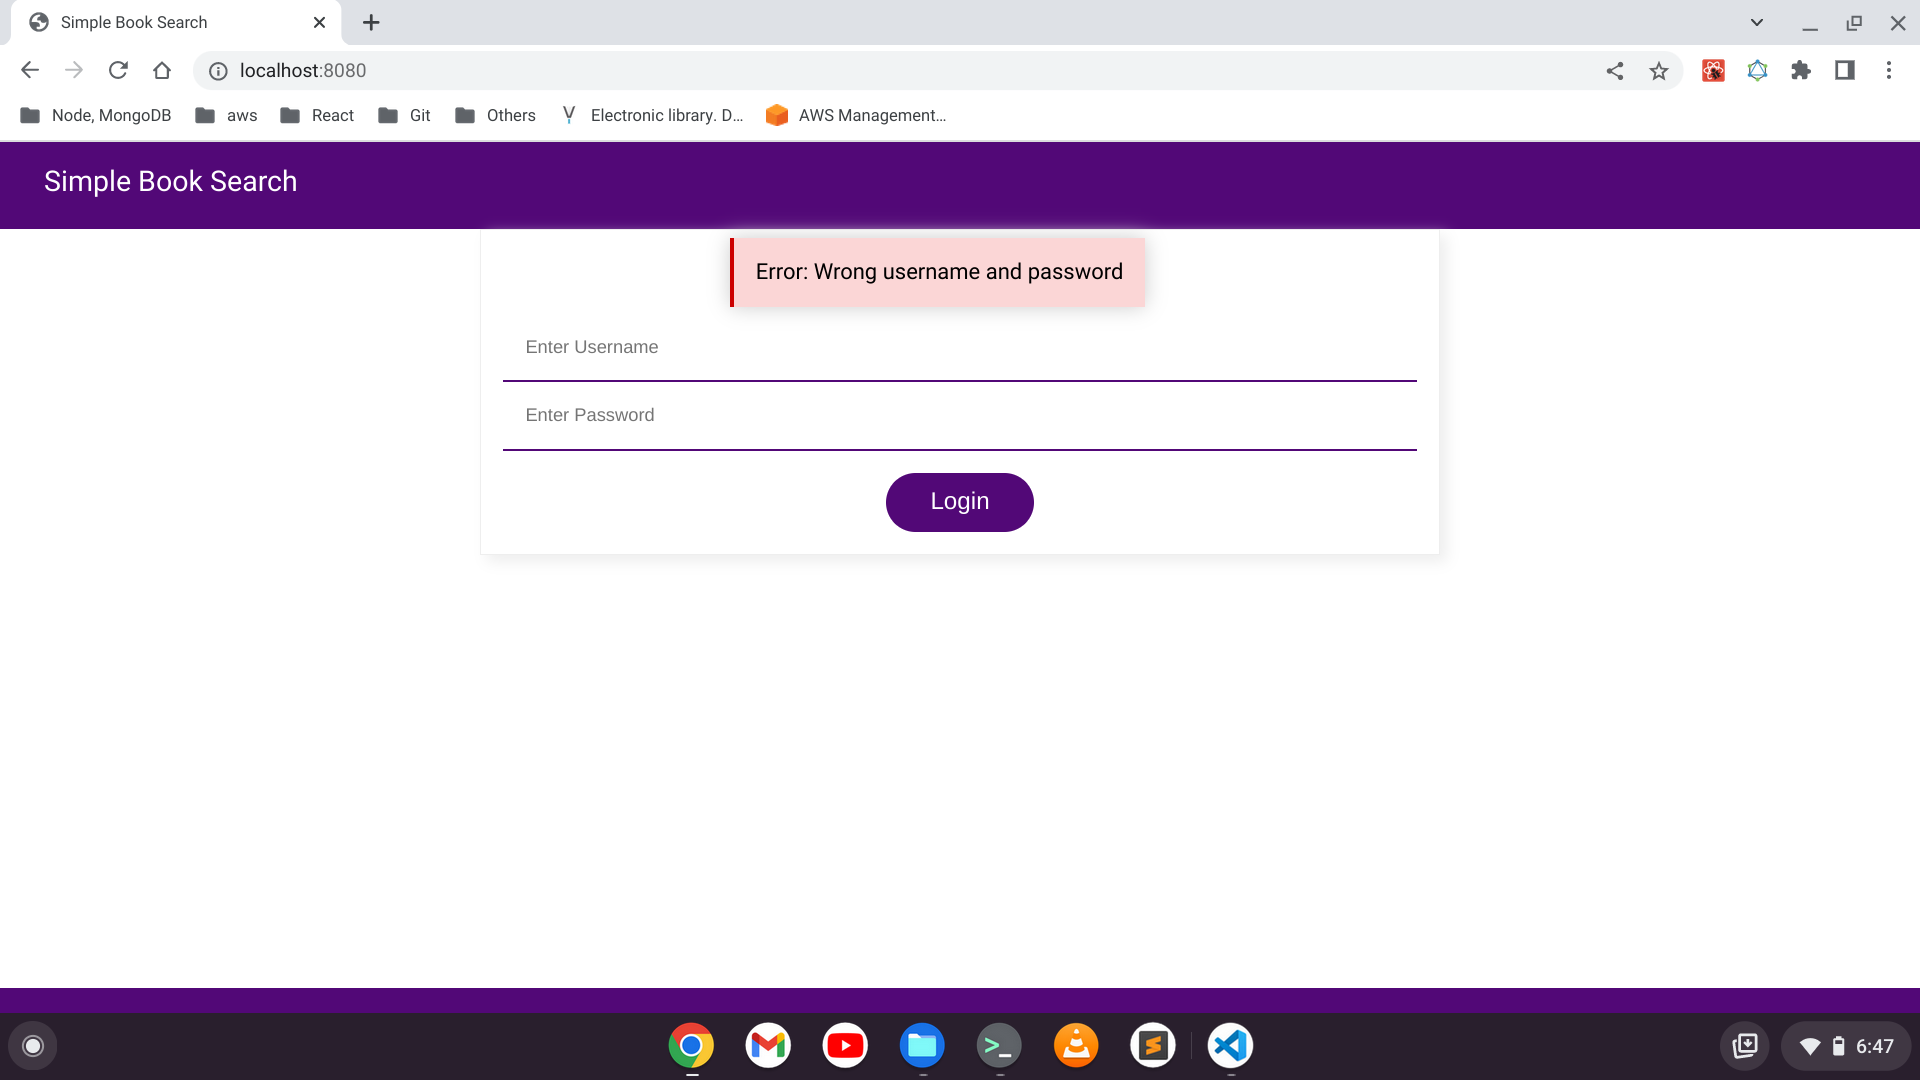 Simple Book Search
localhost:8080
Node, MongoDB aws React Git Others Electronic library. D... AWS Management...
Simple Book Search
Error: Wrong username and password
Enter Username
Enter Password
Login
6:47